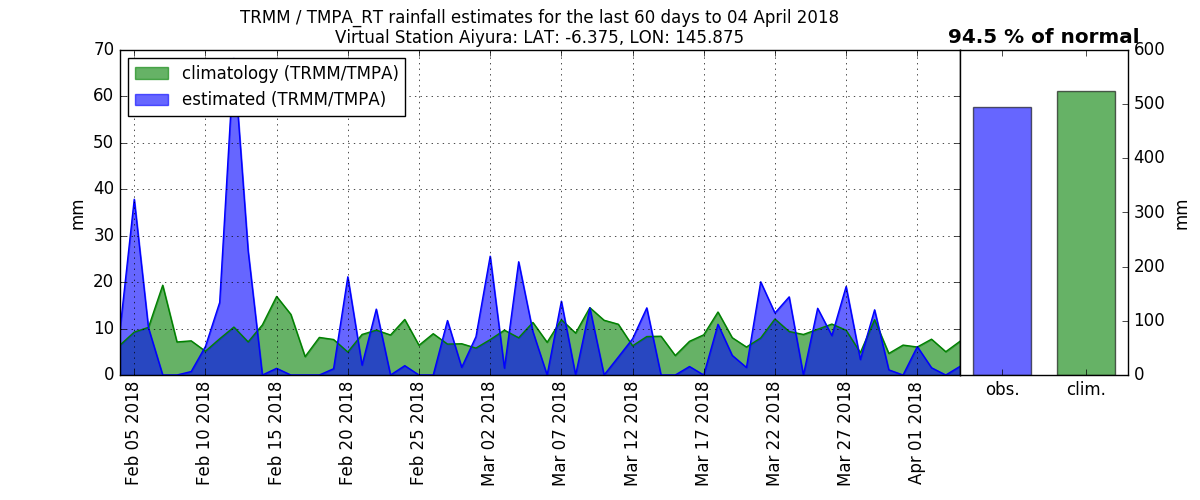 TRMM / TMPA_RT rainfall estimates for the last 60 days to 04 April 2018
Virtual Station Aiyura: LAT: -6.375, LON: 145.875
94.5 % of normal
climatology (TRMM/TMPA)
estimated (TRMM/TMPA)
70
60
50
40
30
20
10
0
mm
600
500
400
300
200
100
0
mm
Feb 05 2018
Feb 10 2018
Feb 15 2018
Feb 20 2018
Feb 25 2018
Mar 02 2018
Mar 07 2018
Mar 12 2018
Mar 17 2018
Mar 22 2018
Mar 27 2018
Apr 01 2018
obs.
clim.